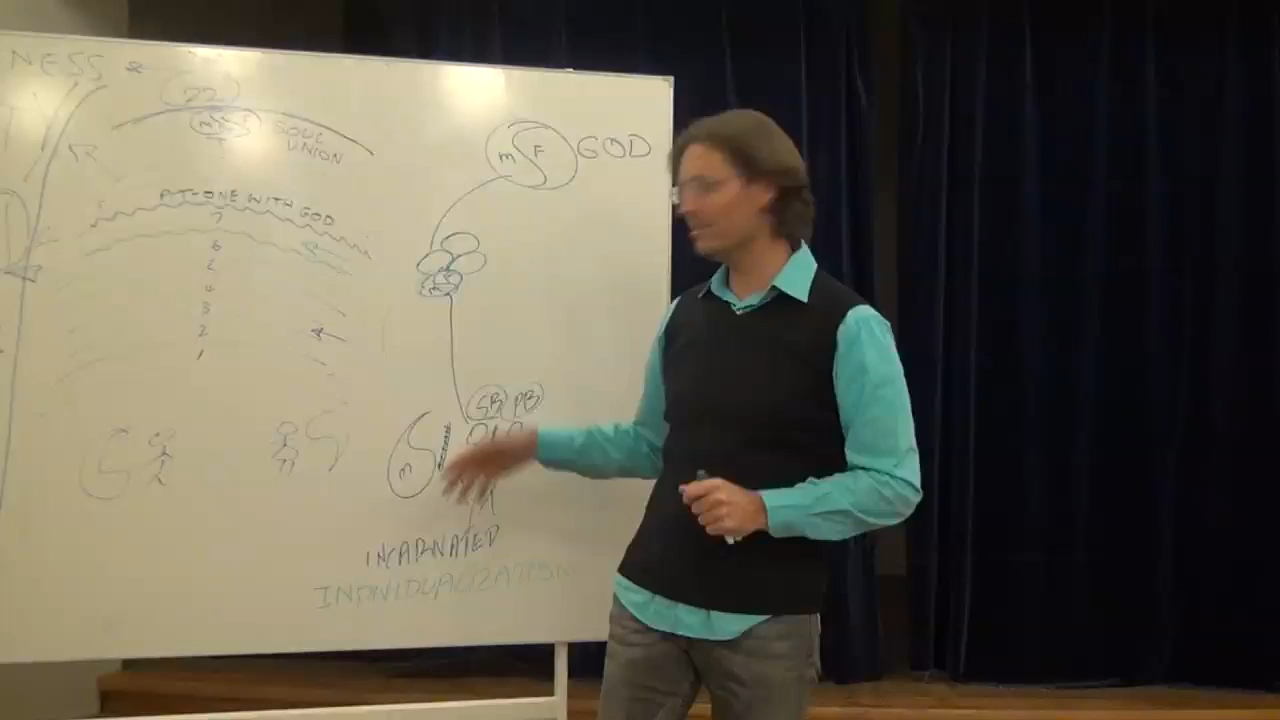 NESS &
22
SOUL
UNION
M F GOD
AT-ONE WITH GOD
7
6
5
4
3
2
1
SB PB
M
INCARNATED
INDIVIDUALIZATION